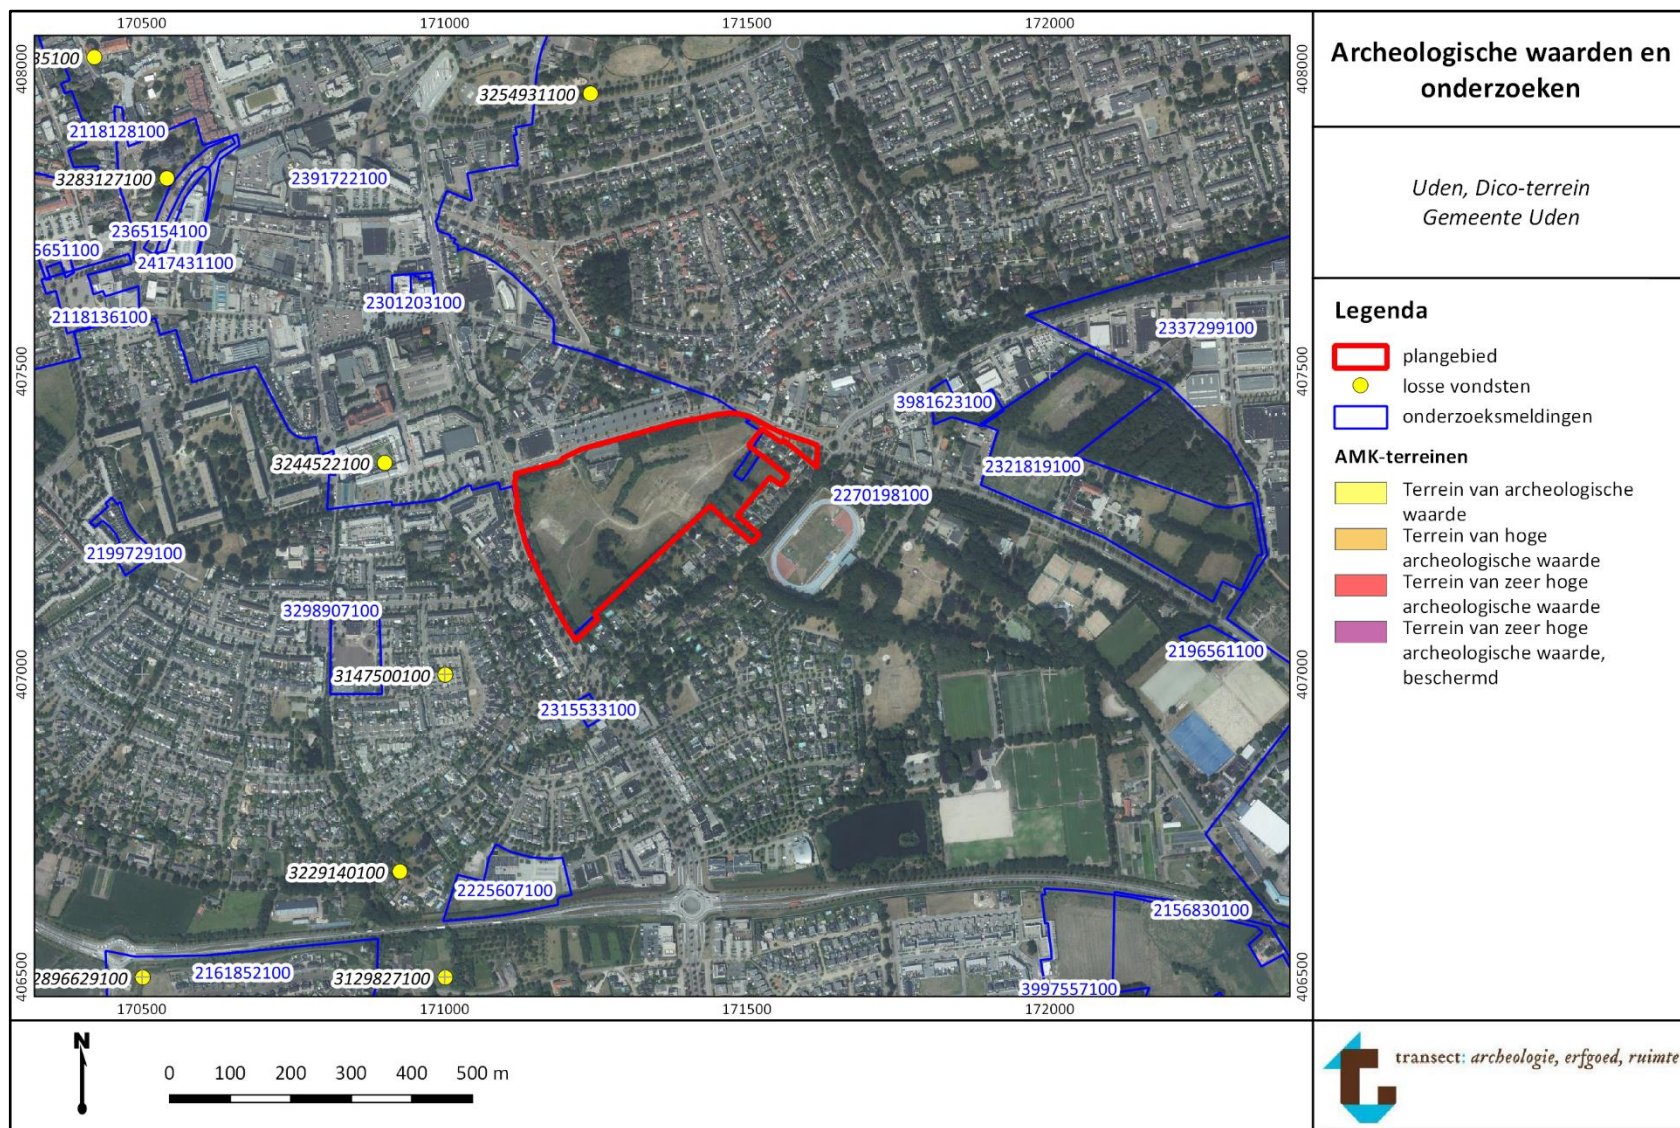 170500
171000
171500
172000
408000
407500
407000
406500
408000
407500
407000
406500
35100
3254931100
2118128100
3283127100
2391722100
2365154100
5651100
2417431100
2301203100
2118136100
2337299100
3981623100
3244522100
2321819100
2270198100
2199729100
3298907100
2196561100
3147500100
2315533100
3229140100
2225607100
2156830100
2896629100
2161852100
3129827100
3997557100
170500
171000
171500
172000
Archeologische waarden en
onderzoeken
Uden, Dico-terrein
Gemeente Uden
Legenda
plangebied
losse vondsten
onderzoeksmeldingen
AMK-terreinen
Terrein van archeologische
waarde
Terrein van hoge
archeologische waarde
Terrein van zeer hoge
archeologische waarde
Terrein van zeer hoge
archeologische waarde,
beschermd
N
0 100 200 300 400 500 m
transect: archeologie, erfgoed, ruimte